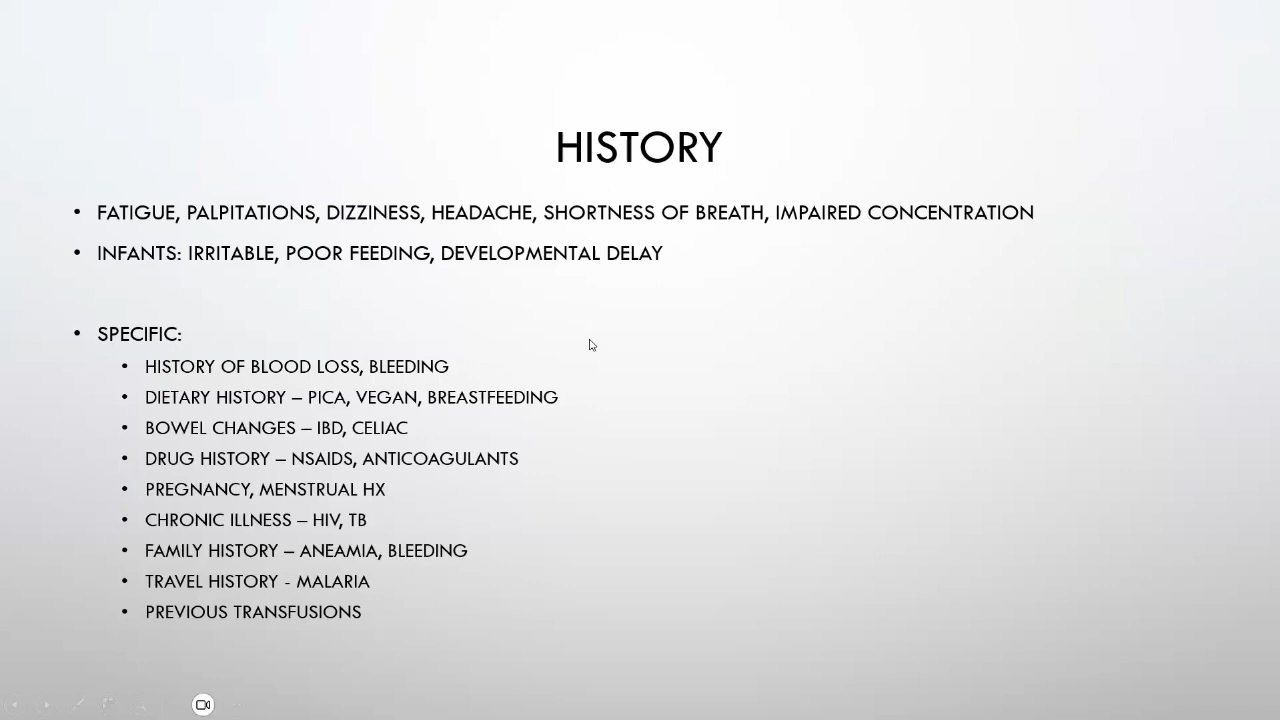 HISTORY
• FATIGUE, PALPITATIONS, DIZZINESS, HEADACHE, SHORTNESS OF BREATH, IMPAIRED CONCENTRATION
• INFANTS: IRRITABLE, POOR FEEDING, DEVELOPMENTAL DELAY
• SPECIFIC:
• HISTORY OF BLOOD LOSS, BLEEDING
• DIETARY HISTORY – PICA, VEGAN, BREASTFEEDING
• BOWEL CHANGES – IBD, CELIAC
• DRUG HISTORY – NSAIDS, ANTICOAGULANTS
• PREGNANCY, MENSTRUAL HX
• CHRONIC ILLNESS – HIV, TB
• FAMILY HISTORY – ANEAMIA, BLEEDING
• TRAVEL HISTORY - MALARIA
• PREVIOUS TRANSFUSIONS